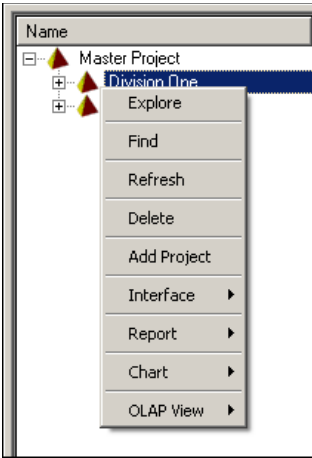 Name
Master Project
Division One
Explore
Find
Refresh
Delete
Add Project
Interface
Report
Chart
OLAP View